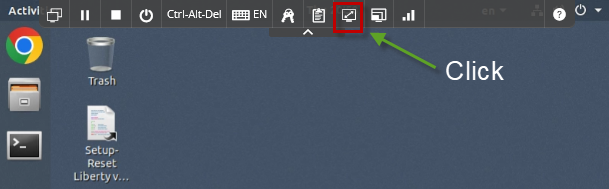 Activi
Ctrl-Alt-Del
EN
en
?
Click
Trash
Setup-
Reset
Liberty v...
>_